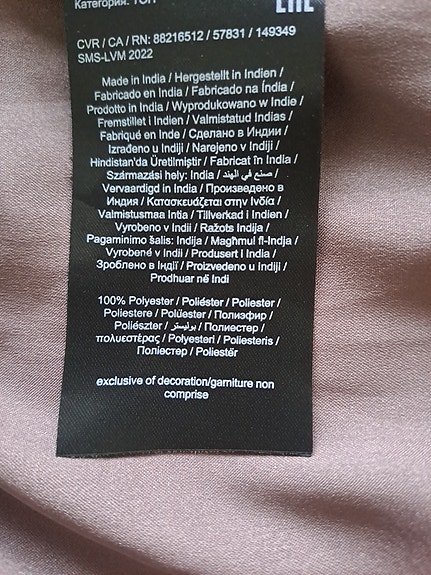 Категория: ТОП
EAC
CVR / CA / RN: 88216512 / 57831 / 149349
SMS-LVM 2022
Made in India / Hergestellt in Indien /
Fabricado en India / Fabricado na Índia /
Prodotto in India / Wyprodukowano w Indie /
Fremstillet i Indien / Valmistatud Indias /
Fabriqué en Inde / Сделано в Индии /
Izrađeno u Indiji / Narejeno v Indiji /
Hindistan'da Üretilmiştir / Fabricat în India /
Származási hely: India / صنع في الهند /
Vervaardigd in India / Произведено в
Индия / Κατασκευάζεται στην Ινδία /
Valmistusmaa Intia / Tillverkad i Indien /
Vyrobeno v Indii / Ražots Indija /
Pagaminimo šalis: Indija / Magħmul fl-Indja /
Vyrobené v Indii / Produsert i India /
Зроблено в Індії / Proizvedeno u Indiji /
Prodhuar në Indi
100% Polyester / Poliéster / Poliester /
Poliestere / Polüester / Полиэфир /
Poliészter / بوليستر / Полиестер /
πολυεστέρας / Polyesteri / Poliesteris /
Поліестер / Poliestër
exclusive of decoration/garniture non
comprise